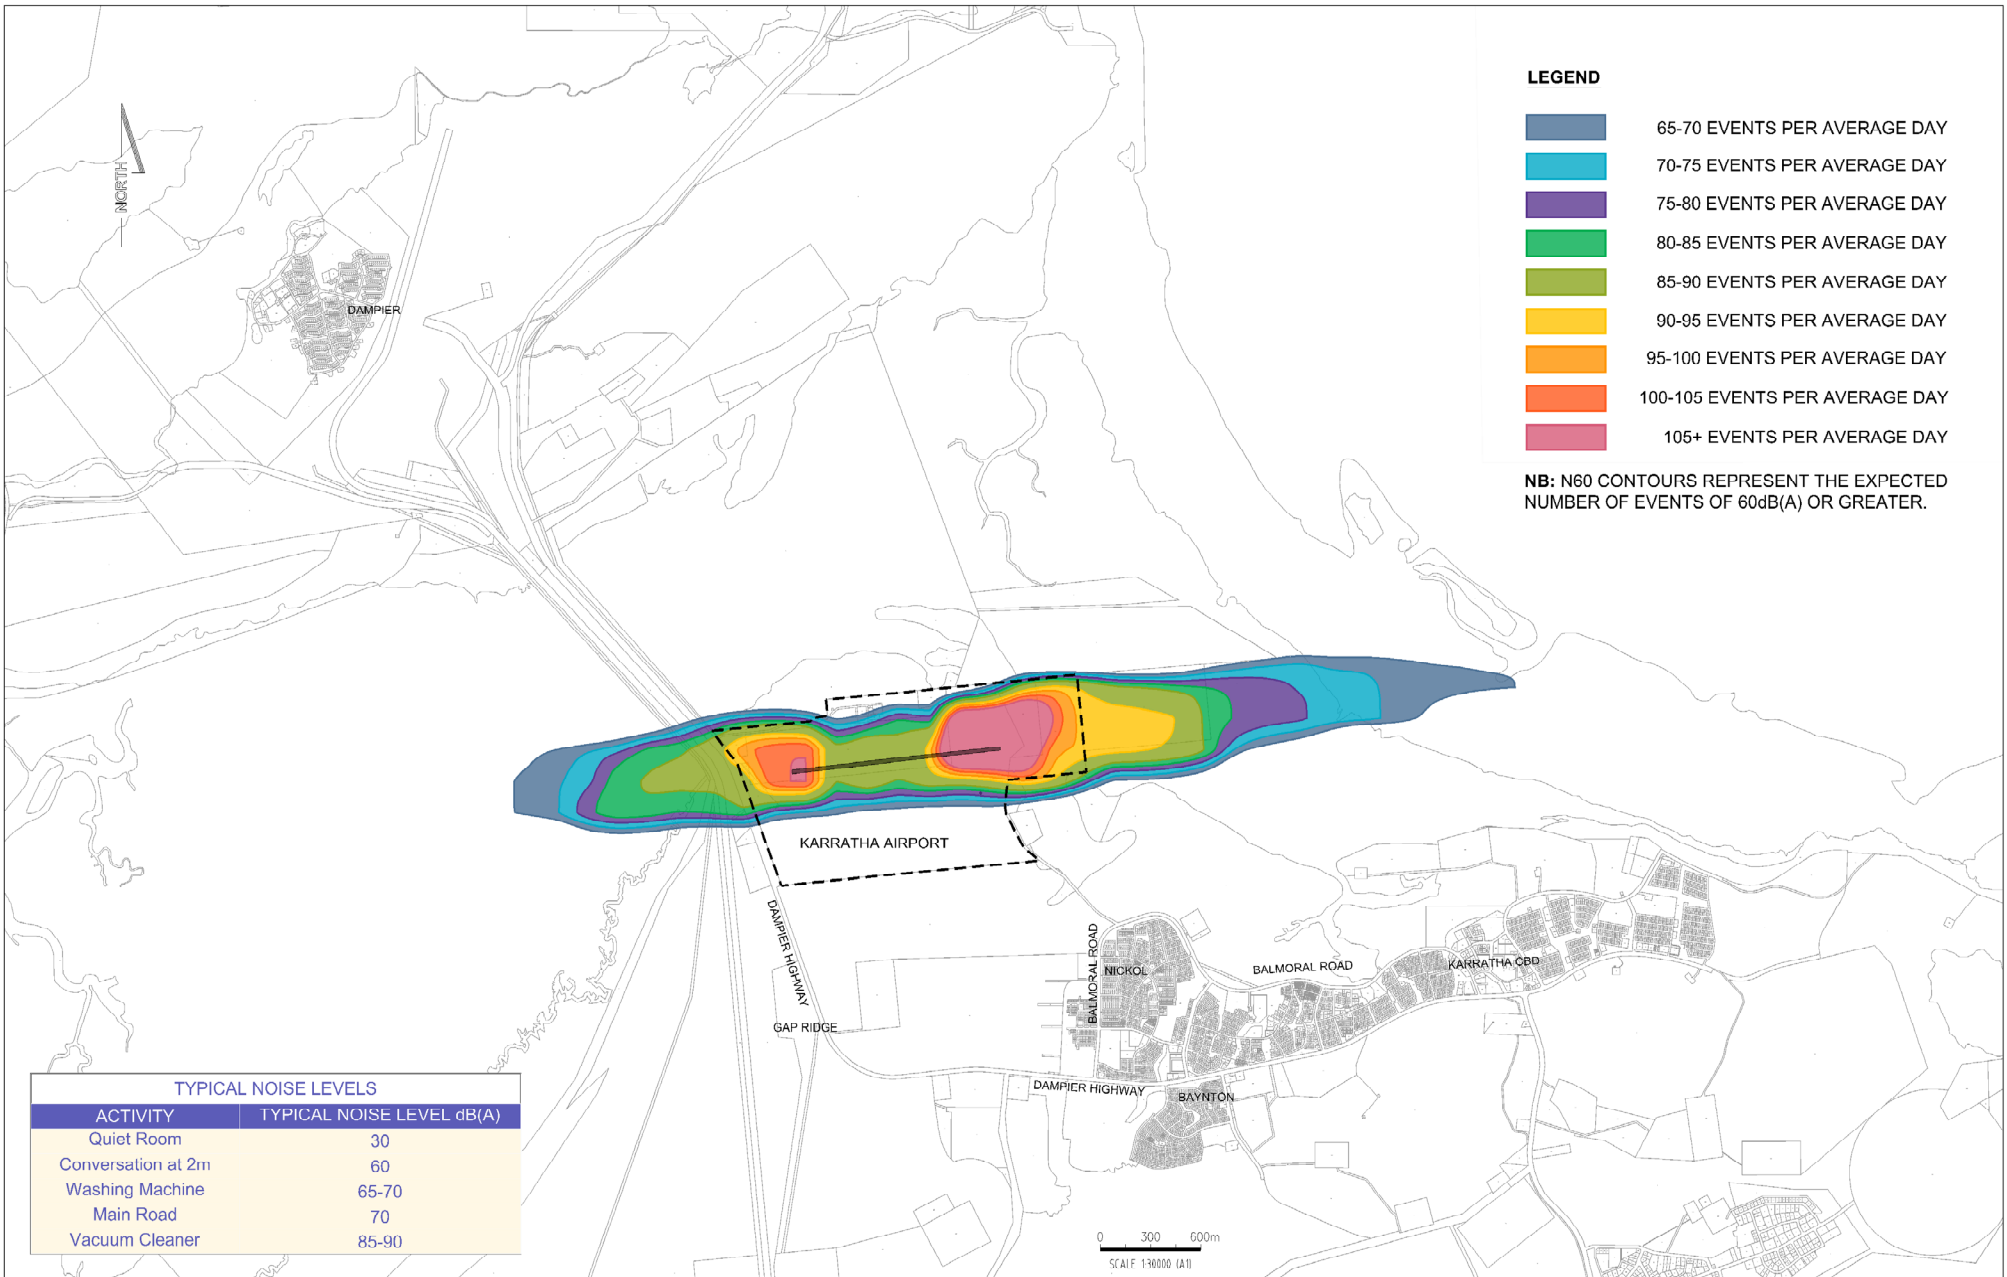 LEGEND
65-70 EVENTS PER AVERAGE DAY
70-75 EVENTS PER AVERAGE DAY
75-80 EVENTS PER AVERAGE DAY
80-85 EVENTS PER AVERAGE DAY
85-90 EVENTS PER AVERAGE DAY
90-95 EVENTS PER AVERAGE DAY
95-100 EVENTS PER AVERAGE DAY
100-105 EVENTS PER AVERAGE DAY
105+ EVENTS PER AVERAGE DAY
NB: N60 CONTOURS REPRESENT THE EXPECTED
NUMBER OF EVENTS OF 60dB(A) OR GREATER.
NORTH
DAMPIER
KARRATHA AIRPORT
DAMPIER HIGHWAY
GAP RIDGE
BALMORAL ROAD
NICKOL
BALMORAL ROAD
KARRATHA CBD
DAMPIER HIGHWAY
BAYNTON
TYPICAL NOISE LEVELS
ACTIVITY TYPICAL NOISE LEVEL dB(A)
Quiet Room 30
Conversation at 2m 60
Washing Machine 65-70
Main Road 70
Vacuum Cleaner 85-90
0 300 600m
SCALE 1:30000 (A1)